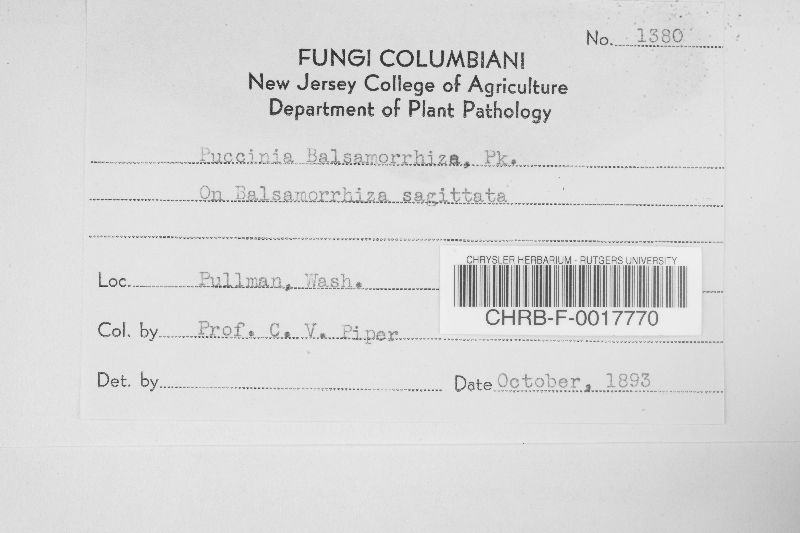 No. 1380
FUNGI COLUMBIANI
New Jersey College of Agriculture
Department of Plant Pathology
Puccinia Balsamorrhiza, Pk.
On Balsamorrhiza sagittata
Loc. Pullman, Wash.
CHRYSLER HERBARIUM - RUTGERS UNIVERSITY
CHRB-F-0017770
Col. by Prof. C. V. Piper
Det. by
Date October, 1893